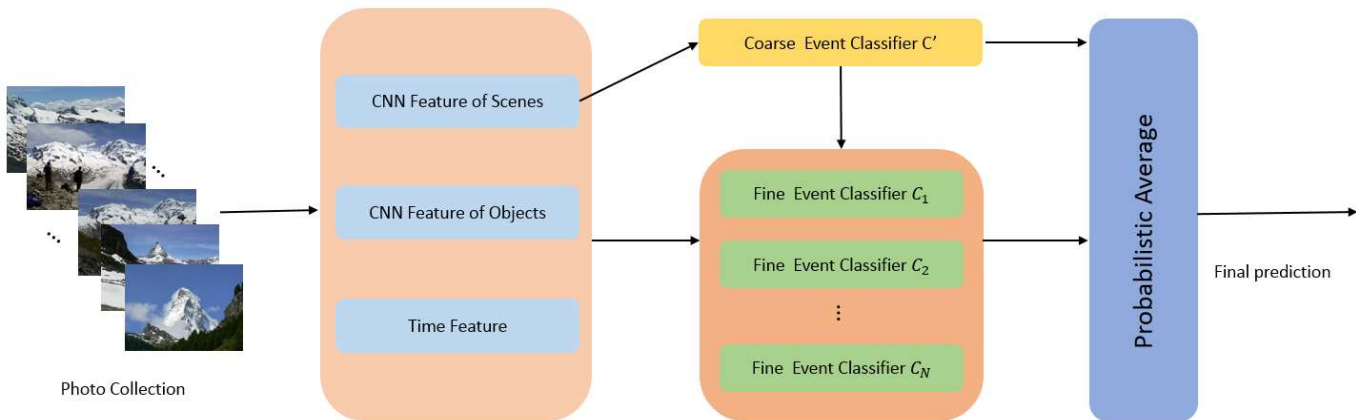 Photo Collection
CNN Feature of Scenes
CNN Feature of Objects
Time Feature
Coarse Event Classifier C’
Fine Event Classifier C₁
Fine Event Classifier C₂
⋮
Fine Event Classifier C_N
Probabilistic Average
Final prediction